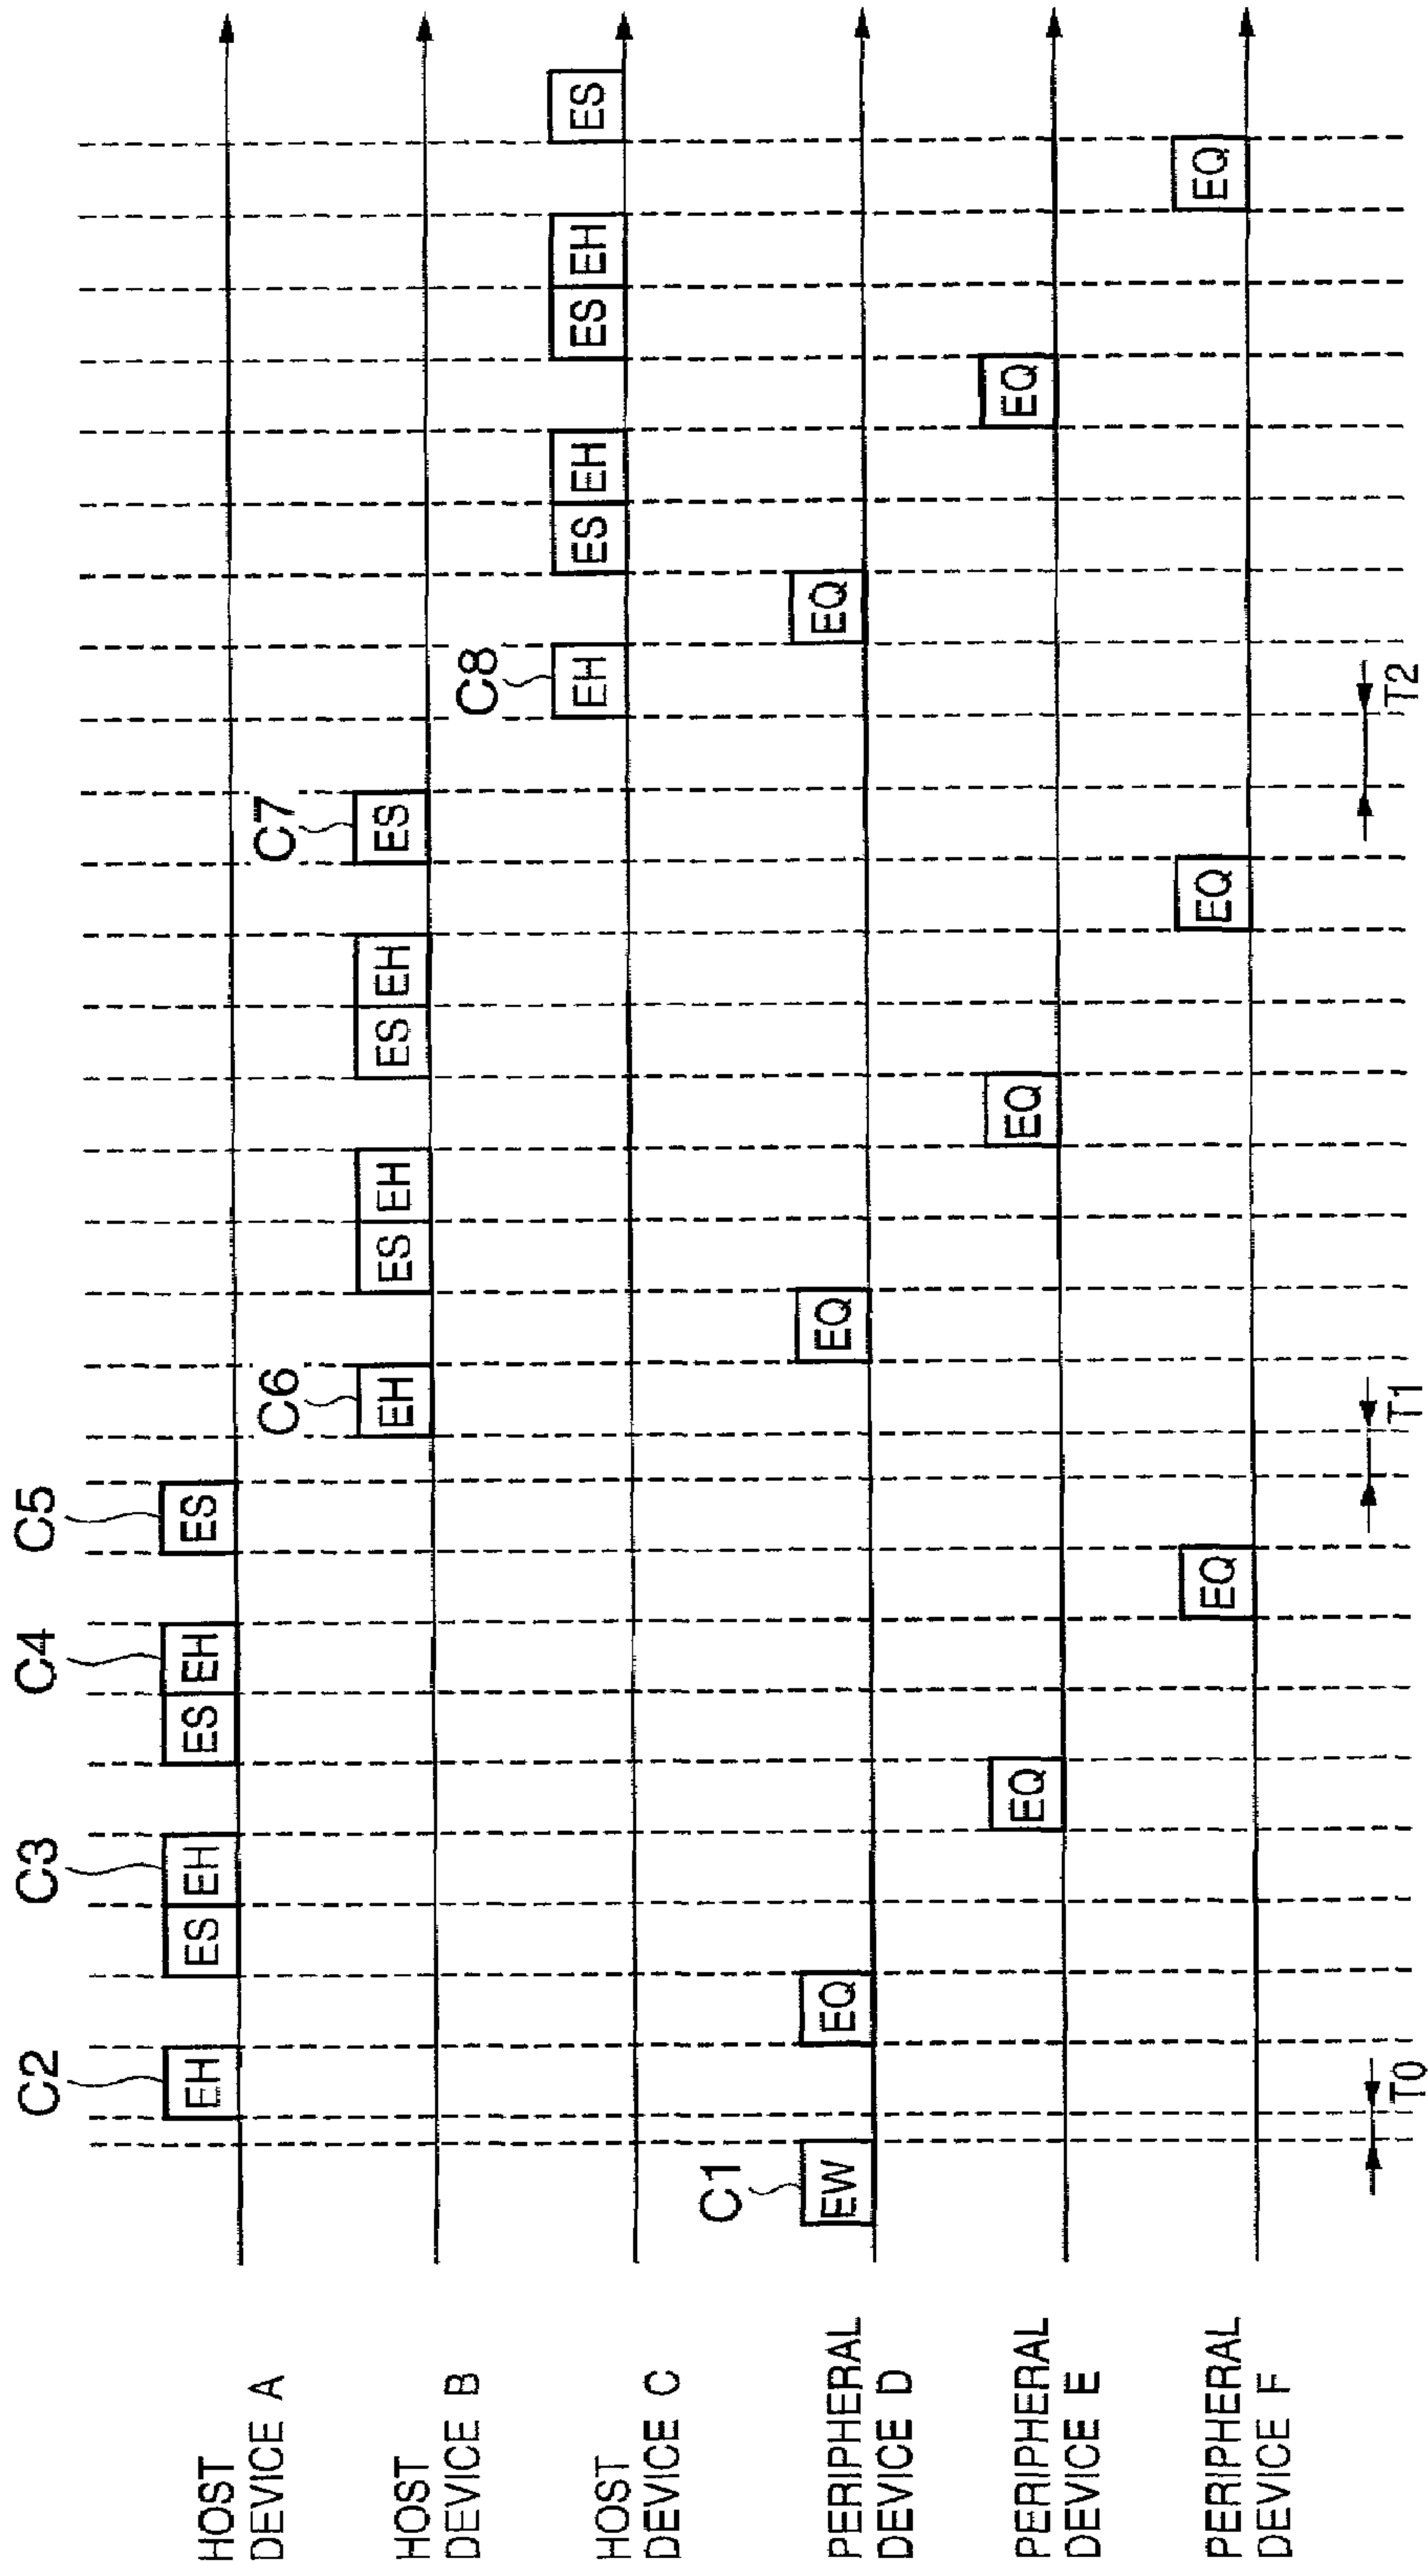 C2 C3 C4 C5
HOST
DEVICE A
EH ES EH ES EH ES
C6 C7
HOST
DEVICE B
EH ES EH ES EH ES
C8
HOST
DEVICE C
EH ES EH ES EH ES
C1
PERIPHERAL
DEVICE D
EW EQ EQ EQ
PERIPHERAL
DEVICE E
EQ EQ EQ
PERIPHERAL
DEVICE F
EQ EQ EQ
T0 T1 T2